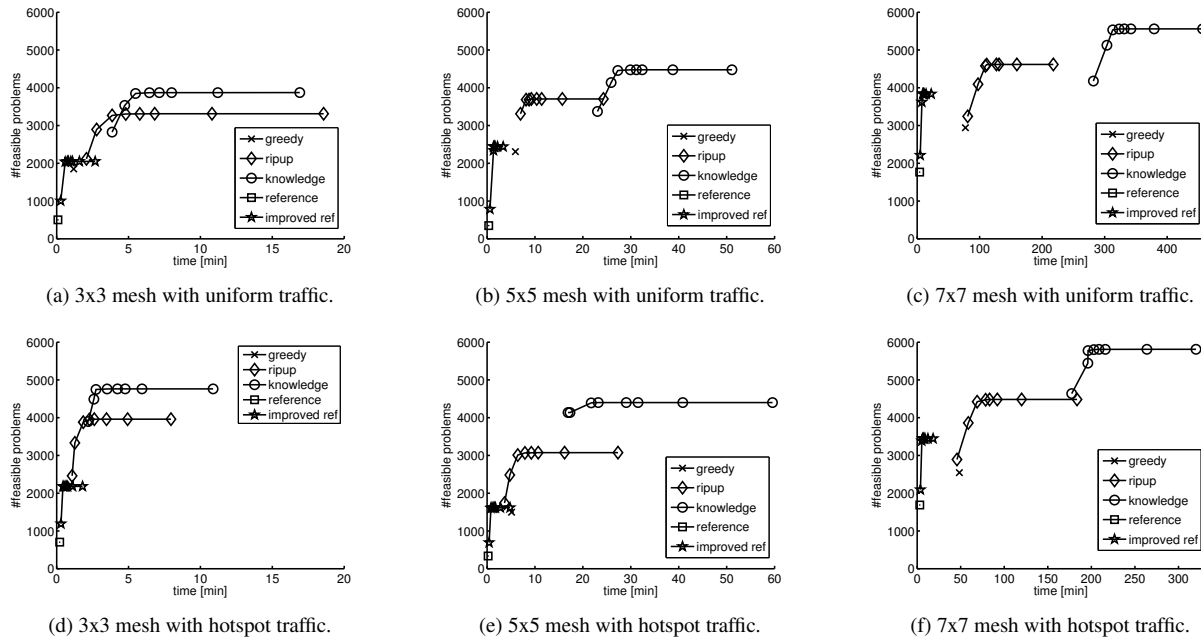 6000
5000
4000
3000
2000
1000
0
#feasible problems
0 5 10 15 20
time [min]
greedy
ripup
knowledge
reference
improved ref
(a) 3x3 mesh with uniform traffic.
6000
5000
4000
3000
2000
1000
0
#feasible problems
0 10 20 30 40 50 60
time [min]
greedy
ripup
knowledge
reference
improved ref
(b) 5x5 mesh with uniform traffic.
6000
5000
4000
3000
2000
1000
0
#feasible problems
0 100 200 300 400
time [min]
greedy
ripup
knowledge
reference
improved ref
(c) 7x7 mesh with uniform traffic.
6000
5000
4000
3000
2000
1000
0
#feasible problems
0 5 10 15 20
time [min]
greedy
ripup
knowledge
reference
improved ref
(d) 3x3 mesh with hotspot traffic.
6000
5000
4000
3000
2000
1000
0
#feasible problems
0 10 20 30 40 50 60
time [min]
greedy
ripup
knowledge
reference
improved ref
(e) 5x5 mesh with hotspot traffic.
6000
5000
4000
3000
2000
1000
0
#feasible problems
0 50 100 150 200 250 300
time [min]
greedy
ripup
knowledge
reference
improved ref
(f) 7x7 mesh with hotspot traffic.